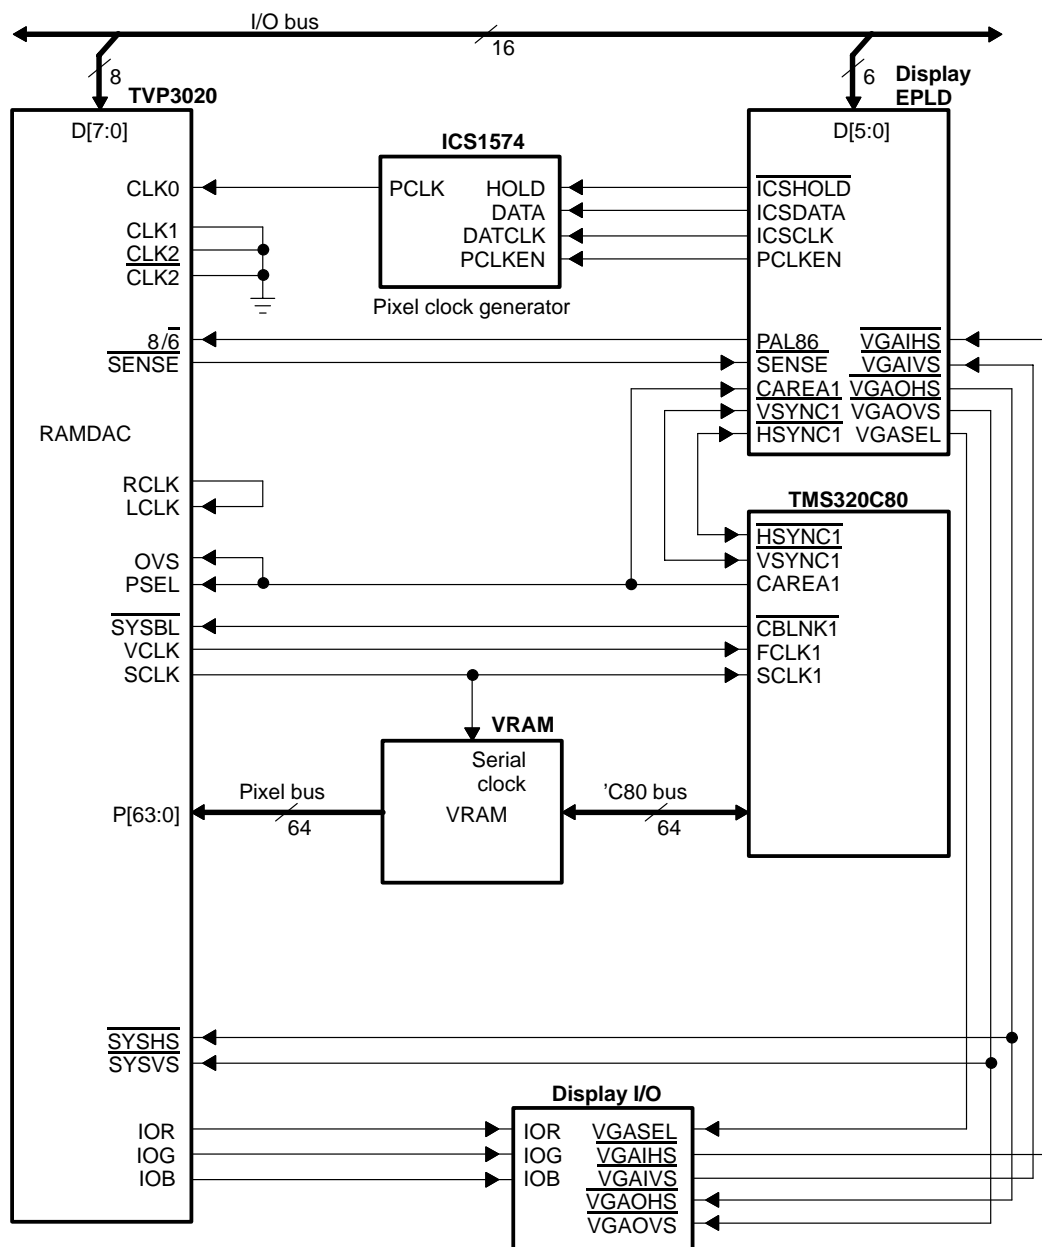 I/O bus
16
8
6
TVP3020
Display
EPLD
D[7:0]
D[5:0]
ICS1574
CLK0
PCLK
HOLD
ICSHOLD
DATA
ICSDATA
CLK1
DATCLK
ICSCLK
CLK2
PCLKEN
PCLKEN
CLK2
Pixel clock generator
8/6
PAL86
VGAIHS
SENSE
SENSE
VGAIVS
CAREA1
VGAOHS
VSYNC1
VGAOVS
RAMDAC
HSYNC1
VGASEL
RCLK
LCLK
TMS320C80
HSYNC1
OVS
VSYNC1
PSEL
CAREA1
SYSBL
CBLNK1
VCLK
FCLK1
SCLK
SCLK1
VRAM
Serial
clock
Pixel bus
'C80 bus
P[63:0]
VRAM
64
64
SYSHS
SYSVS
Display I/O
IOR
IOR
VGASEL
IOG
IOG
VGAIHS
IOB
IOB
VGAIVS
VGAOHS
VGAOVS